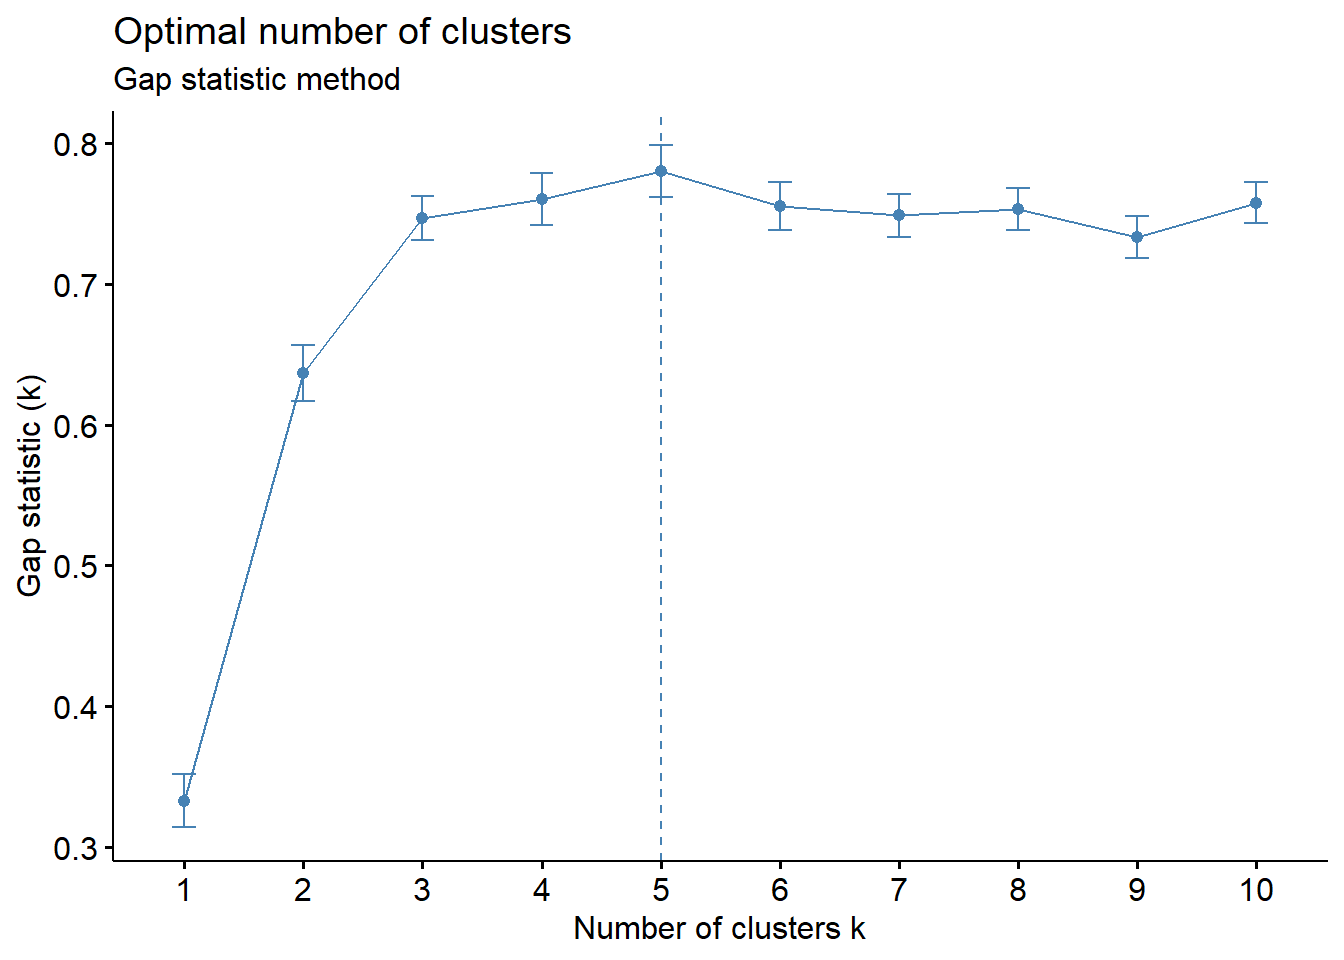 Optimal number of clusters
Gap statistic method
Gap statistic (k)
0.8
0.7
0.6
0.5
0.4
0.3
1 2 3 4 5 6 7 8 9 10
Number of clusters k